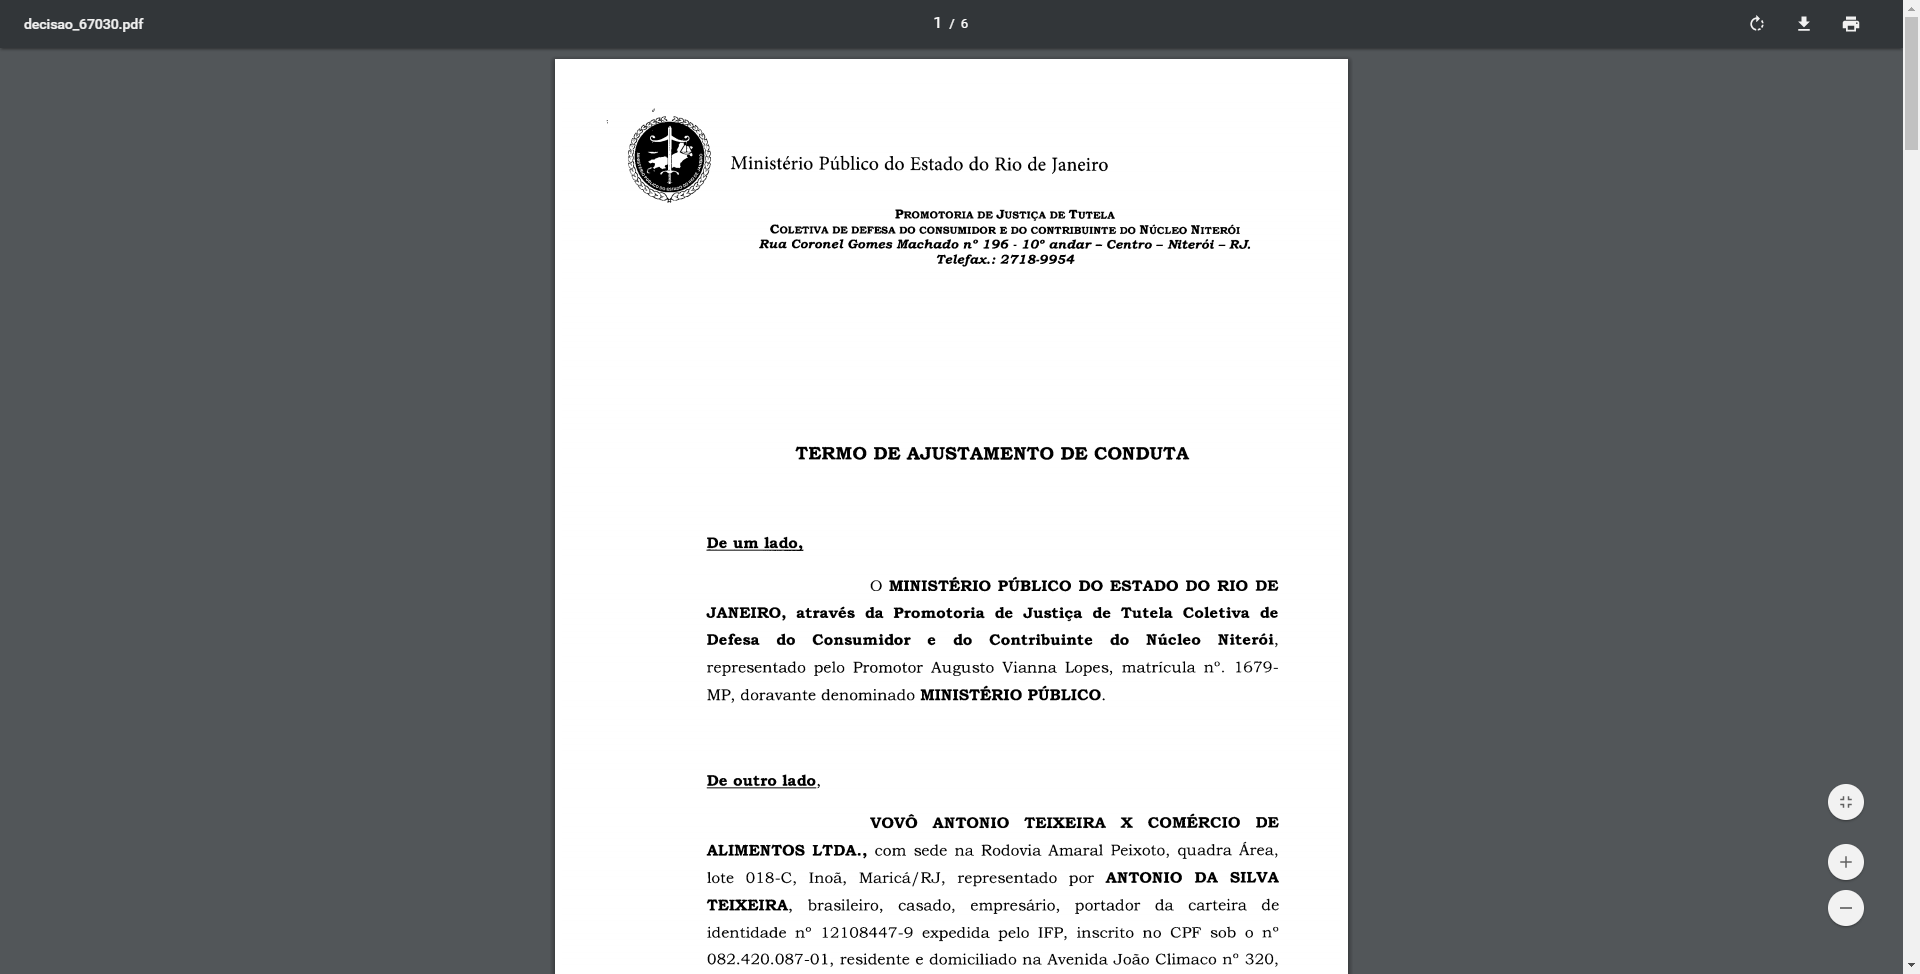 decisao_67030.pdf
1 / 6
Ministério Público do Estado do Rio de Janeiro
PROMOTORIA DE JUSTIÇA DE TUTELA
COLETIVA DE DEFESA DO CONSUMIDOR E DO CONTRIBUINTE DO NÚCLEO NITERÓI
Rua Coronel Gomes Machado nº 196 - 10º andar – Centro – Niterói – RJ.
Telefax.: 2718-9954
TERMO DE AJUSTAMENTO DE CONDUTA
De um lado,
O MINISTÉRIO PÚBLICO DO ESTADO DO RIO DE
JANEIRO, através da Promotoria de Justiça de Tutela Coletiva de
Defesa do Consumidor e do Contribuinte do Núcleo Niterói,
representado pelo Promotor Augusto Vianna Lopes, matrícula nº. 1679-
MP, doravante denominado MINISTÉRIO PÚBLICO.
De outro lado,
VOVÔ ANTONIO TEIXEIRA X COMÉRCIO DE
ALIMENTOS LTDA., com sede na Rodovia Amaral Peixoto, quadra Área,
lote 018-C, Inoã, Maricá/RJ, representado por ANTONIO DA SILVA
TEIXEIRA, brasileiro, casado, empresário, portador da carteira de
identidade nº 12108447-9 expedida pelo IFP, inscrito no CPF sob o nº
082.420.087-01, residente e domiciliado na Avenida João Climaco nº 320,